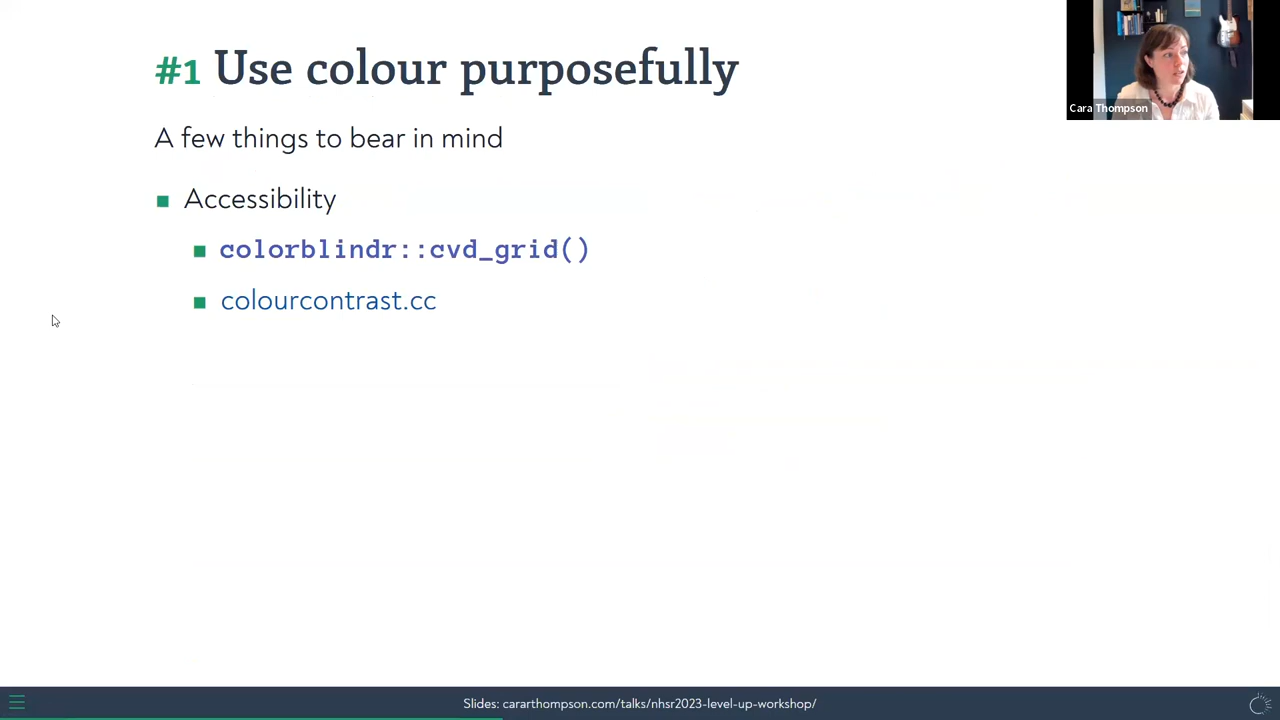 #1 Use colour purposefully
Cara Thompson
A few things to bear in mind
Accessibility
colorblindr::cvd_grid()
colourcontrast.cc
Slides: cararthompson.com/talks/nhsr2023-level-up-workshop/